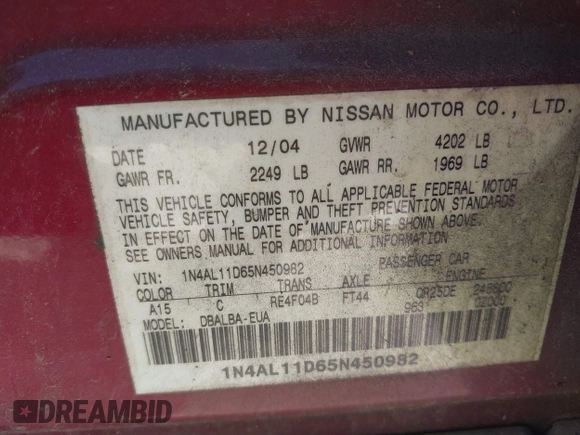 MANUFACTURED BY NISSAN MOTOR CO., LTD.
DATE 12/04 GVWR 4202 LB
GAWR FR. 2249 LB GAWR RR. 1969 LB
THIS VEHICLE CONFORMS TO ALL APPLICABLE FEDERAL MOTOR
VEHICLE SAFETY, BUMPER AND THEFT PREVENTION STANDARDS
IN EFFECT ON THE DATE OF MANUFACTURE SHOWN ABOVE.
SEE OWNERS MANUAL FOR ADDITIONAL INFORMATION
VIN: 1N4AL11D65N450982 PASSENGER CAR
COLOR TRIM TRANS AXLE ENGINE
A15 C RE4F04B FT44 QR25DE
MODEL: DBALBA-EUA
1N4AL11D65N450982
DREAMBID